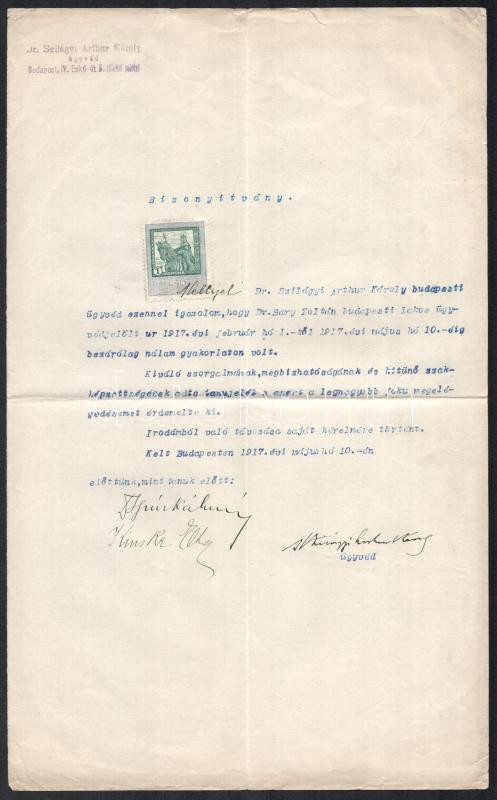 Dr. Szilágyi Arthur Károly
ügyvéd
Budapest, IV. Eskü-út 5.
Bizonyitvány.
1
Mellyel Dr. Szilágyi Arthur Károly budapesti
ügyvéd ezennel igazolom, hogy Dr. Bary Zoltán budapesti lakos ügy-
védjelölt ur 1917.évi február hó 1.-től 1917.évi május hó 10.-éig
bezárólag nálam gyakorlaton volt.
Kiváló szorgalmának,megbizhatóságának és kitünő szak-
képzettségének adta tanujelét s ezért a legnagyobb foku megelé-
gedésemet érdemelte ki.
Irodámból való távozása saját kérelmére történt.
Kelt Budapesten 1917.évi május hó 10.-én
előttünk,mint tanuk előtt:
ügyvéd